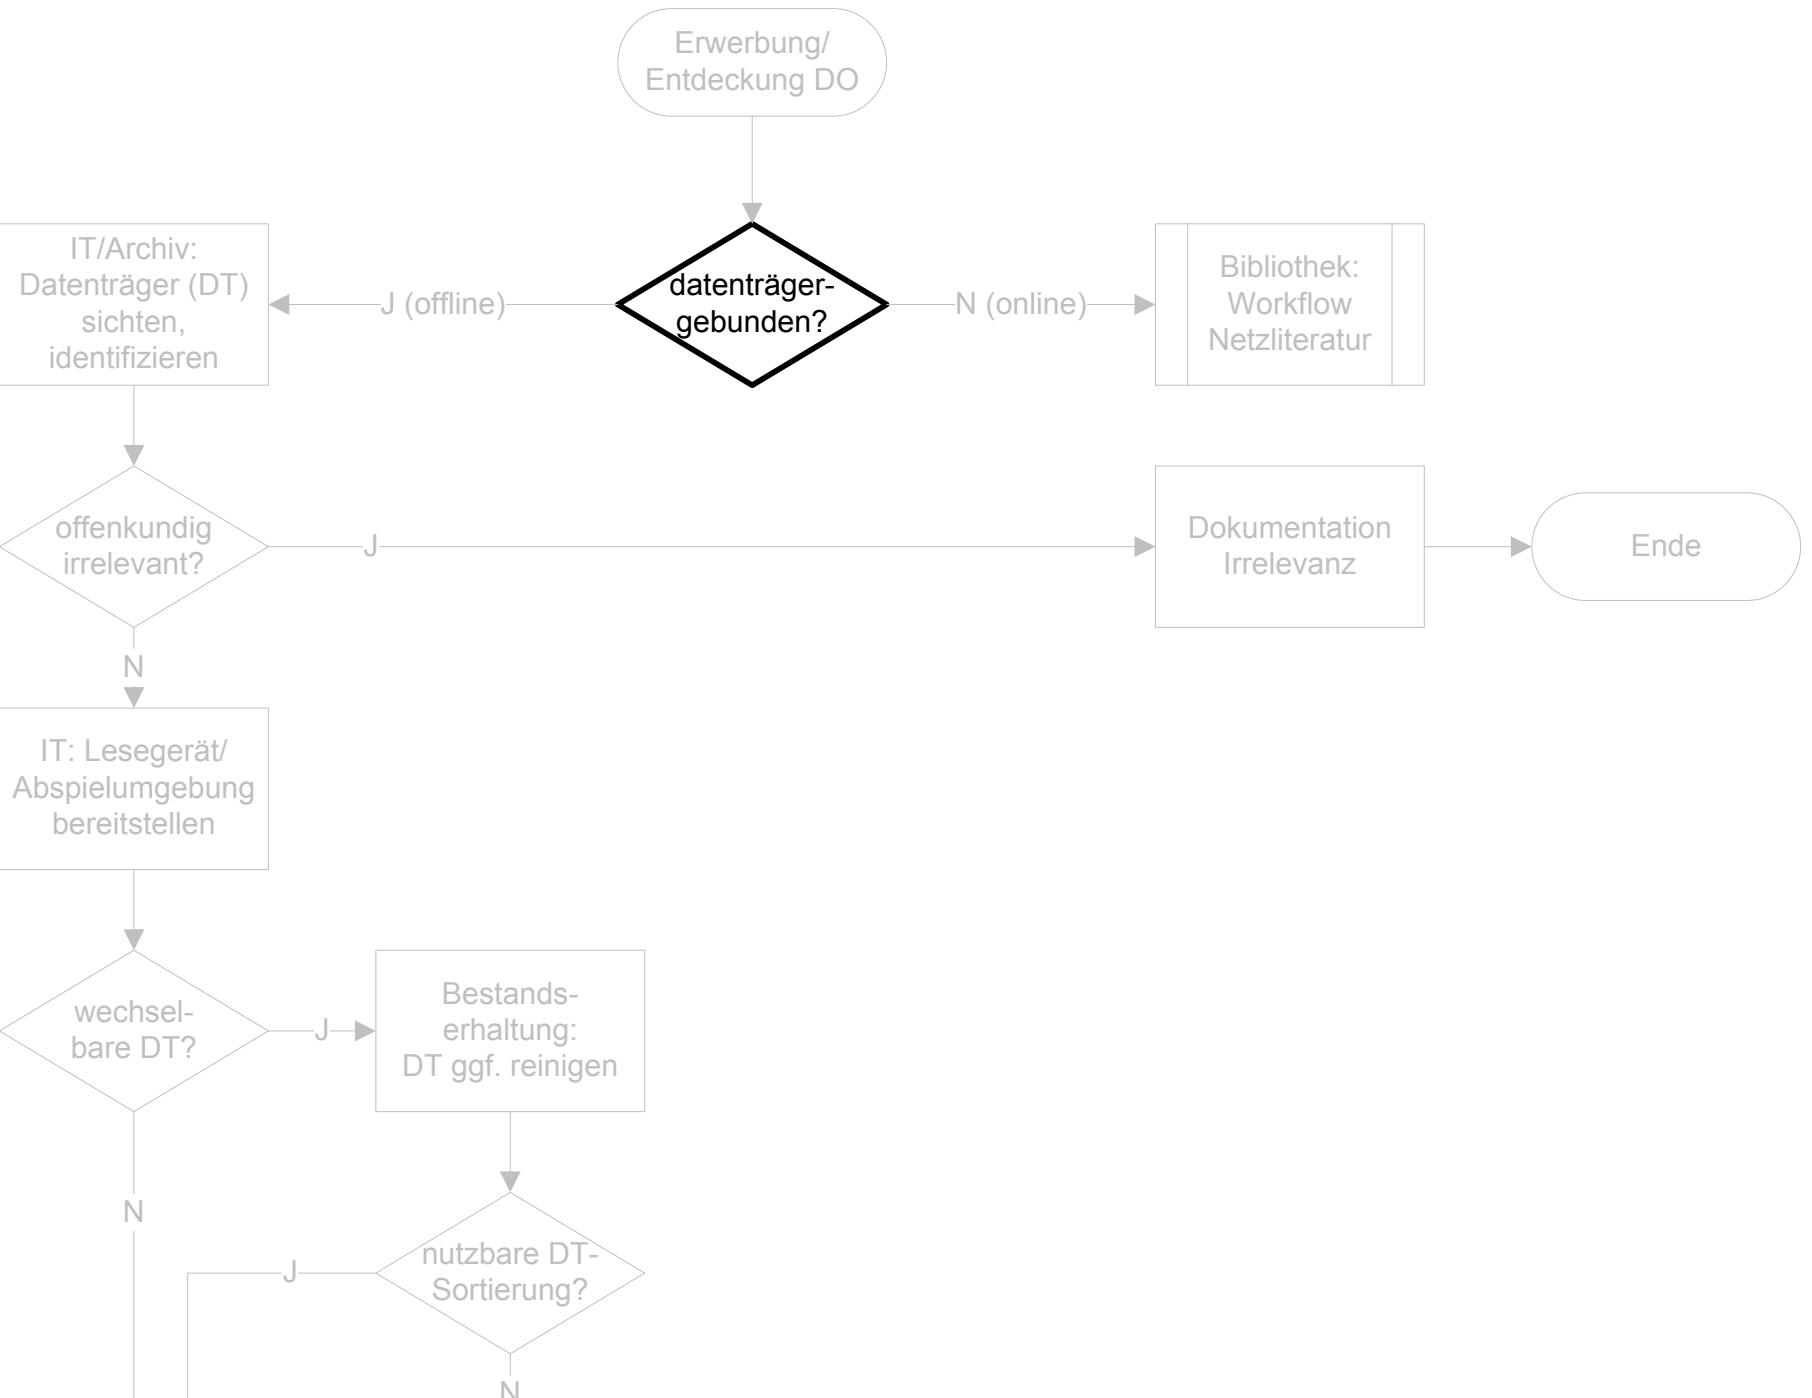 Erwerbung/
Entdeckung DO
IT/Archiv:
Datenträger (DT)
sichten,
identifizieren
J (offline)
datenträger-
gebunden?
N (online)
Bibliothek:
Workflow
Netzliteratur
offenkundig
irrelevant?
J
Dokumentation
Irrelevanz
Ende
N
IT: Lesegerät/
Abspielumgebung
bereitstellen
wechsel-
bare DT?
J
Bestands-
erhaltung:
DT ggf. reinigen
N
nutzbare DT-
Sortierung?
J
N